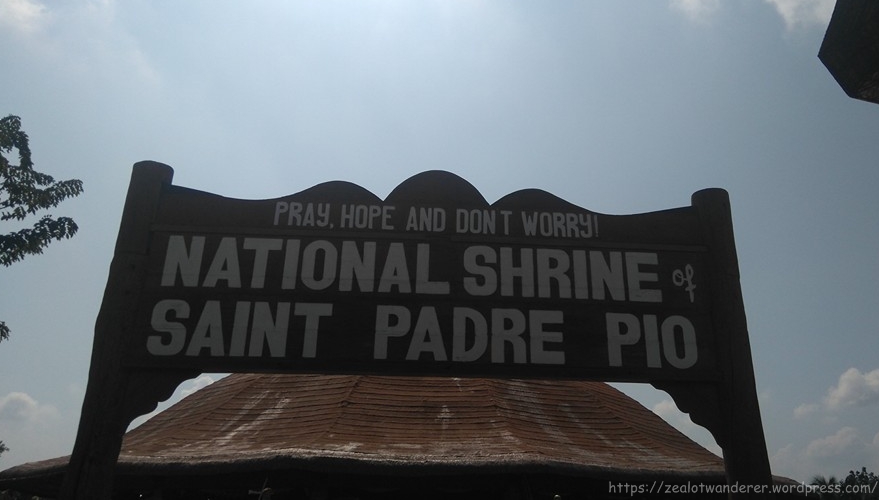 PRAY, HOPE AND DON'T WORRY!
NATIONAL SHRINE of
SAINT PADRE PIO
https://zealotwanderer.wordpress.com/